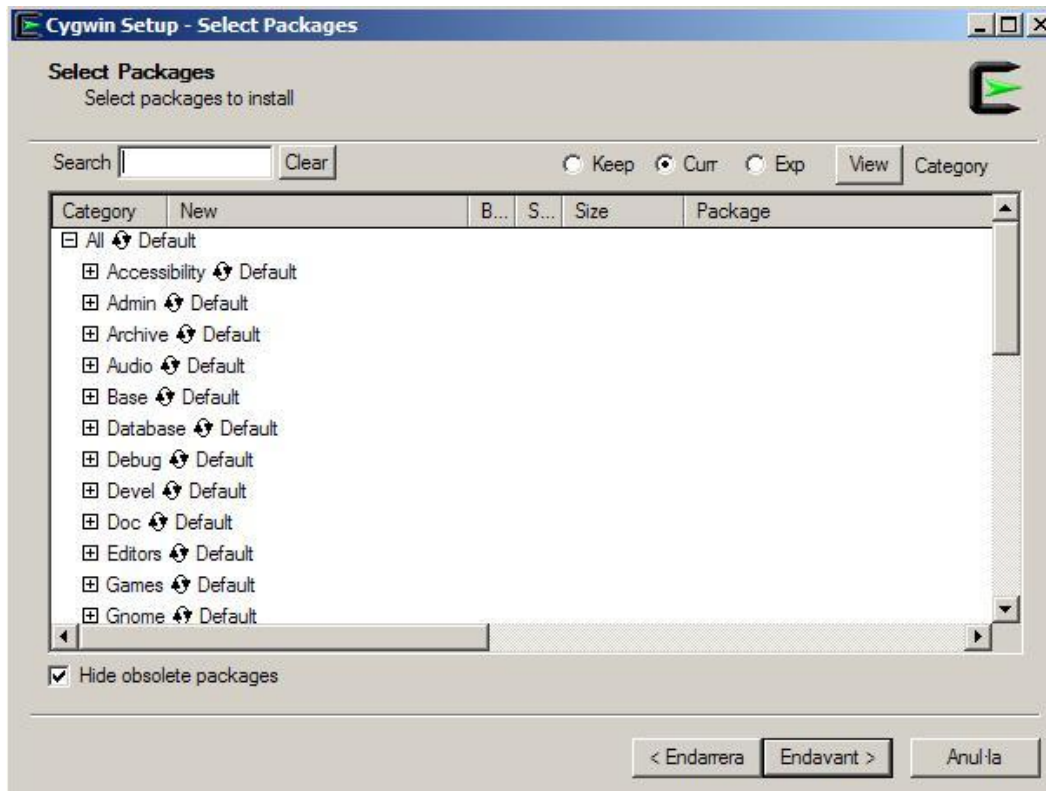 Cygwin Setup - Select Packages
Select Packages
Select packages to install
Search Clear Keep Curr Exp View Category
Category New B... S... Size Package
All Default
Accessibility Default
Admin Default
Archive Default
Audio Default
Base Default
Database Default
Debug Default
Devel Default
Doc Default
Editors Default
Games Default
Gnome Default
Hide obsolete packages
< Endarrera Endavant > Anul·la